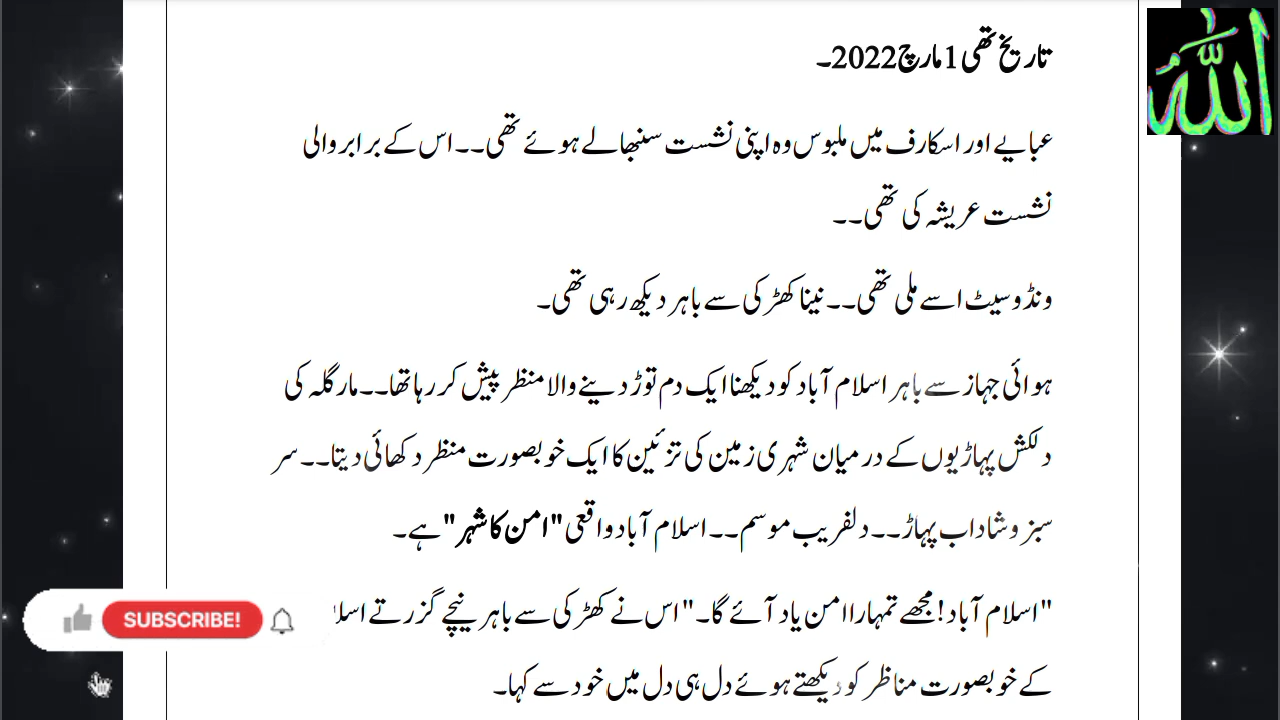 تاریخ تھی 1 مارچ 2022۔
عبایے اور اسکارف میں ملبوس وہ اپنی نشست سنبھالے ہوئے تھی۔۔ اس کے برابر والی
نشست عریشہ کی تھی۔۔
ونڈو سیٹ اسے ملی تھی۔۔ نینا کھڑکی سے باہر دیکھ رہی تھی۔
ہوائی جہاز سے باہر اسلام آباد کو دیکھنا ایک دم توڑ دینے والا منظر پیش کر رہا تھا۔۔ مارگلہ کی
دلکش پہاڑیوں کے درمیان شہری زمین کی تزئین کا ایک خوبصورت منظر دکھائی دیتا۔۔ سر
سبز و شاداب پہاڑ۔۔ دلفریب موسم۔۔ اسلام آباد واقعی "امن کا شہر" ہے۔
"اسلام آباد! مجھے تمہارا امن یاد آئے گا۔" اس نے کھڑکی سے باہر نیچے گزرتے اسلا
کے خوبصورت مناظر کو دیکھتے ہوئے دل ہی دل میں خود سے کہا۔
الله
SUBSCRIBE!